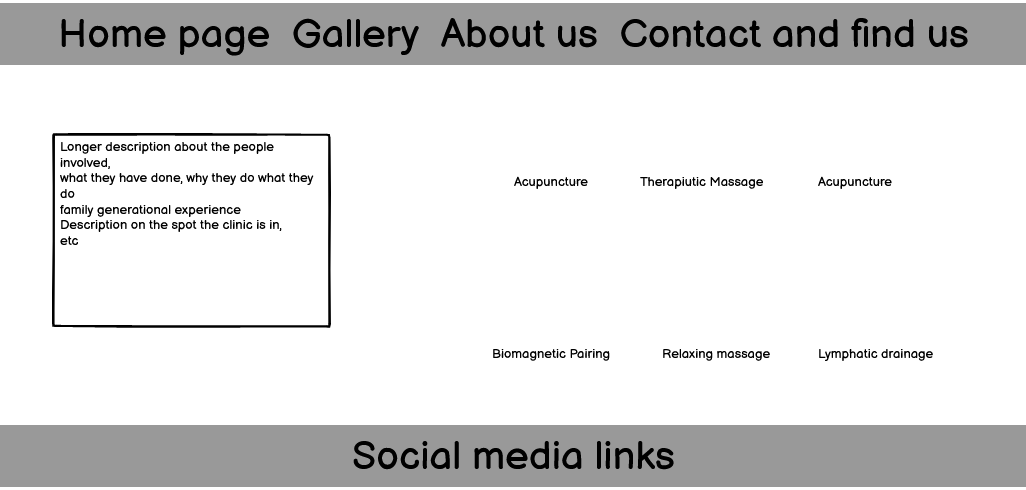 Home page Gallery About us Contact and find us
Longer description about the people
involved,
what they have done, why they do what they
do
family generational experience
Description on the spot the clinic is in,
etc
Acupuncture Therapiutic Massage Acupuncture
Biomagnetic Pairing Relaxing massage Lymphatic drainage
Social media links